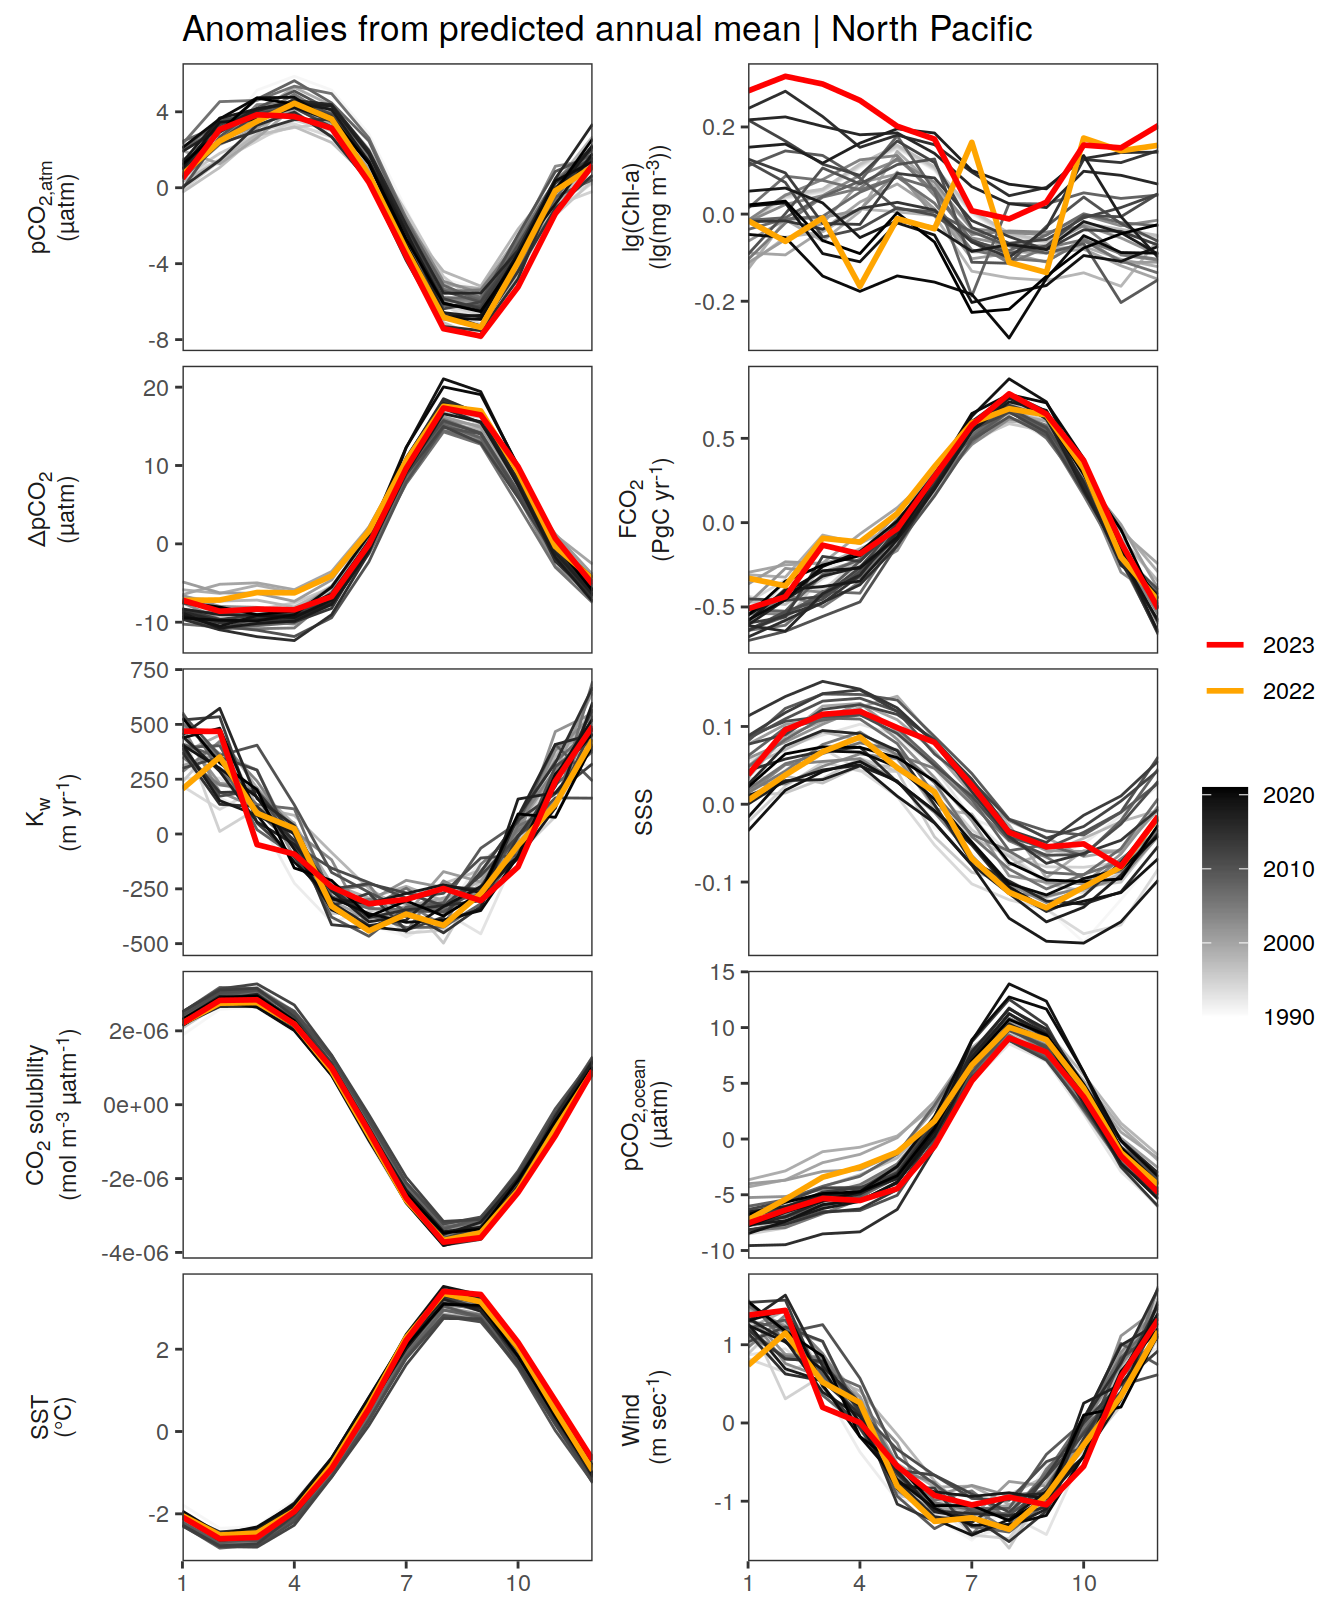 Anomalies from predicted annual mean | North Pacific
pCO2,atm
(µatm)
4
0
-4
-8
lg(Chl-a)
(lg(mg m-3))
0.2
0.0
-0.2
ΔpCO2
(µatm)
20
10
0
-10
FCO2
(PgC yr-1)
0.5
0.0
-0.5
Kw
(m yr-1)
750
500
250
0
-250
-500
SSS
0.1
0.0
-0.1
CO2 solubility
(mol m-3 µatm-1)
2e-06
0e+00
-2e-06
-4e-06
pCO2,ocean
(µatm)
15
10
5
0
-5
-10
SST
(°C)
2
0
-2
Wind
(m sec-1)
1
0
-1
1 4 7 10
1 4 7 10
2023
2022
2020
2010
2000
1990